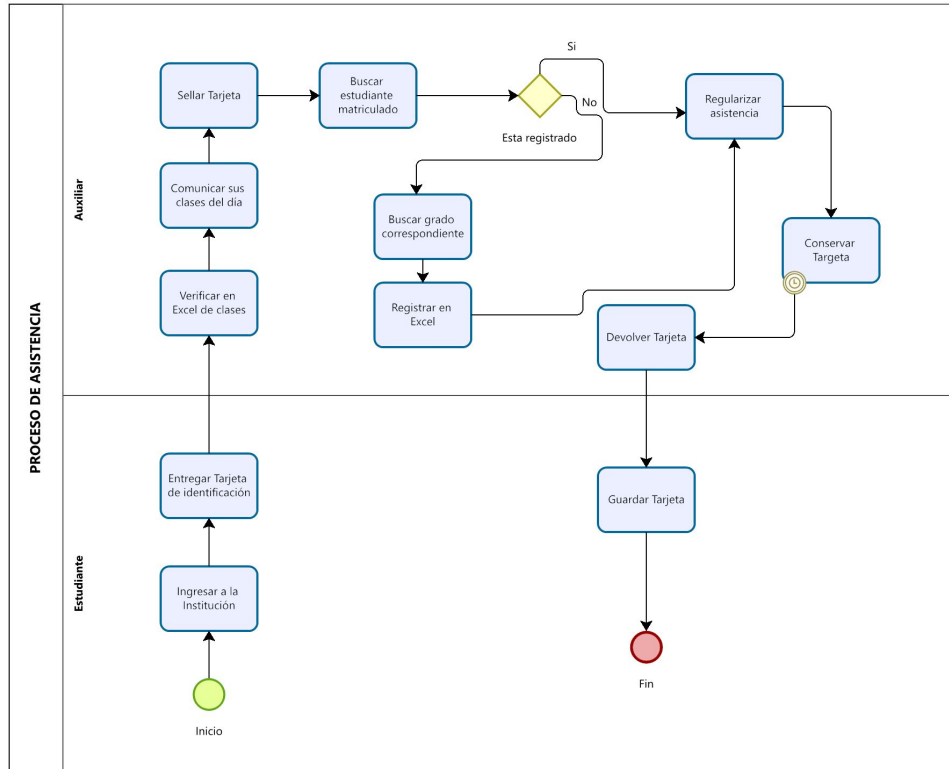 PROCESO DE ASISTENCIA
Auxiliar
Sellar Tarjeta
Buscar
estudiante
matriculado
Si
No
Esta registrado
Regularizar
asistencia
Comunicar sus
clases del día
Buscar grado
correspondiente
Conservar
Targeta
Verificar en
Excel de clases
Registrar en
Excel
Devolver Tarjeta
Estudiante
Entregar Tarjeta
de identificación
Guardar Tarjeta
Ingresar a la
Institución
Inicio
Fin